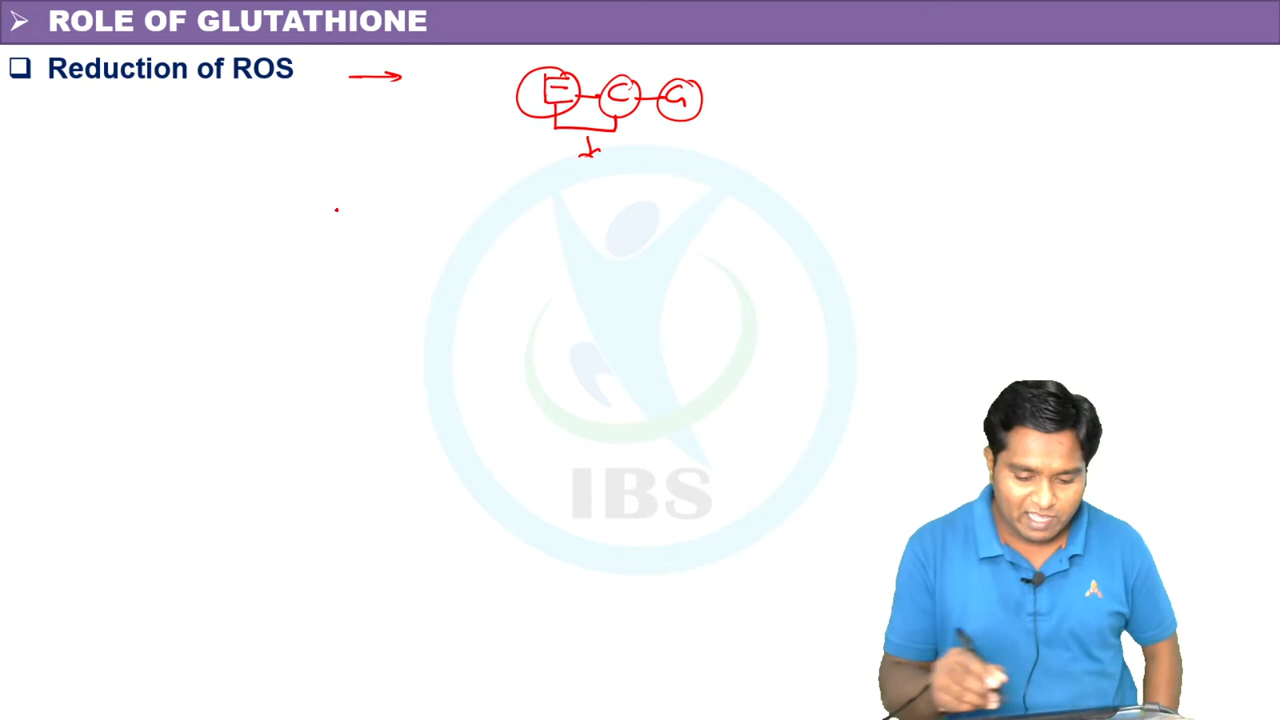 ROLE OF GLUTATHIONE
Reduction of ROS
E C G
IBS